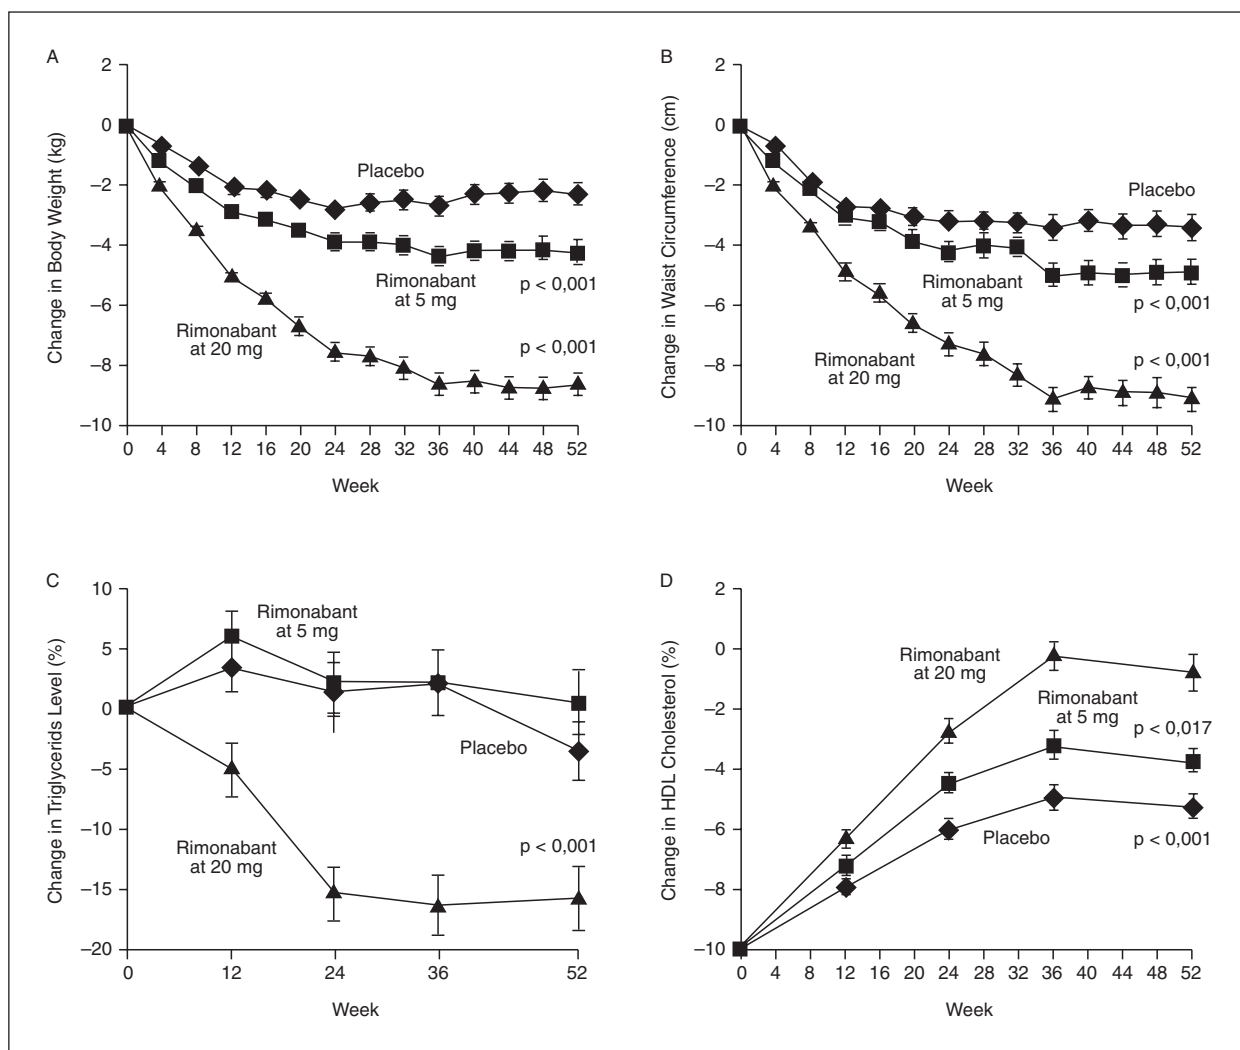 A
2
0
–2
–4
–6
–8
–10
Change in Body Weight (kg)
Placebo
Rimonabant
at 5 mg
p < 0,001
Rimonabant
at 20 mg
p < 0,001
0 4 8 12 16 20 24 28 32 36 40 44 48 52
Week
B
2
0
–2
–4
–6
–8
–10
Change in Waist Circumference (cm)
Placebo
Rimonabant
at 5 mg
p < 0,001
Rimonabant
at 20 mg
p < 0,001
0 4 8 12 16 20 24 28 32 36 40 44 48 52
Week
C
10
5
0
–5
–10
–15
–20
Change in Triglycerids Level (%)
Rimonabant
at 5 mg
Placebo
Rimonabant
at 20 mg
p < 0,001
0 12 24 36 52
Week
D
2
0
–2
–4
–6
–8
–10
Change in HDL Cholesterol (%)
Rimonabant
at 20 mg
Rimonabant
at 5 mg
p < 0,017
Placebo
p < 0,001
0 4 8 12 16 20 24 28 32 36 40 44 48 52
Week